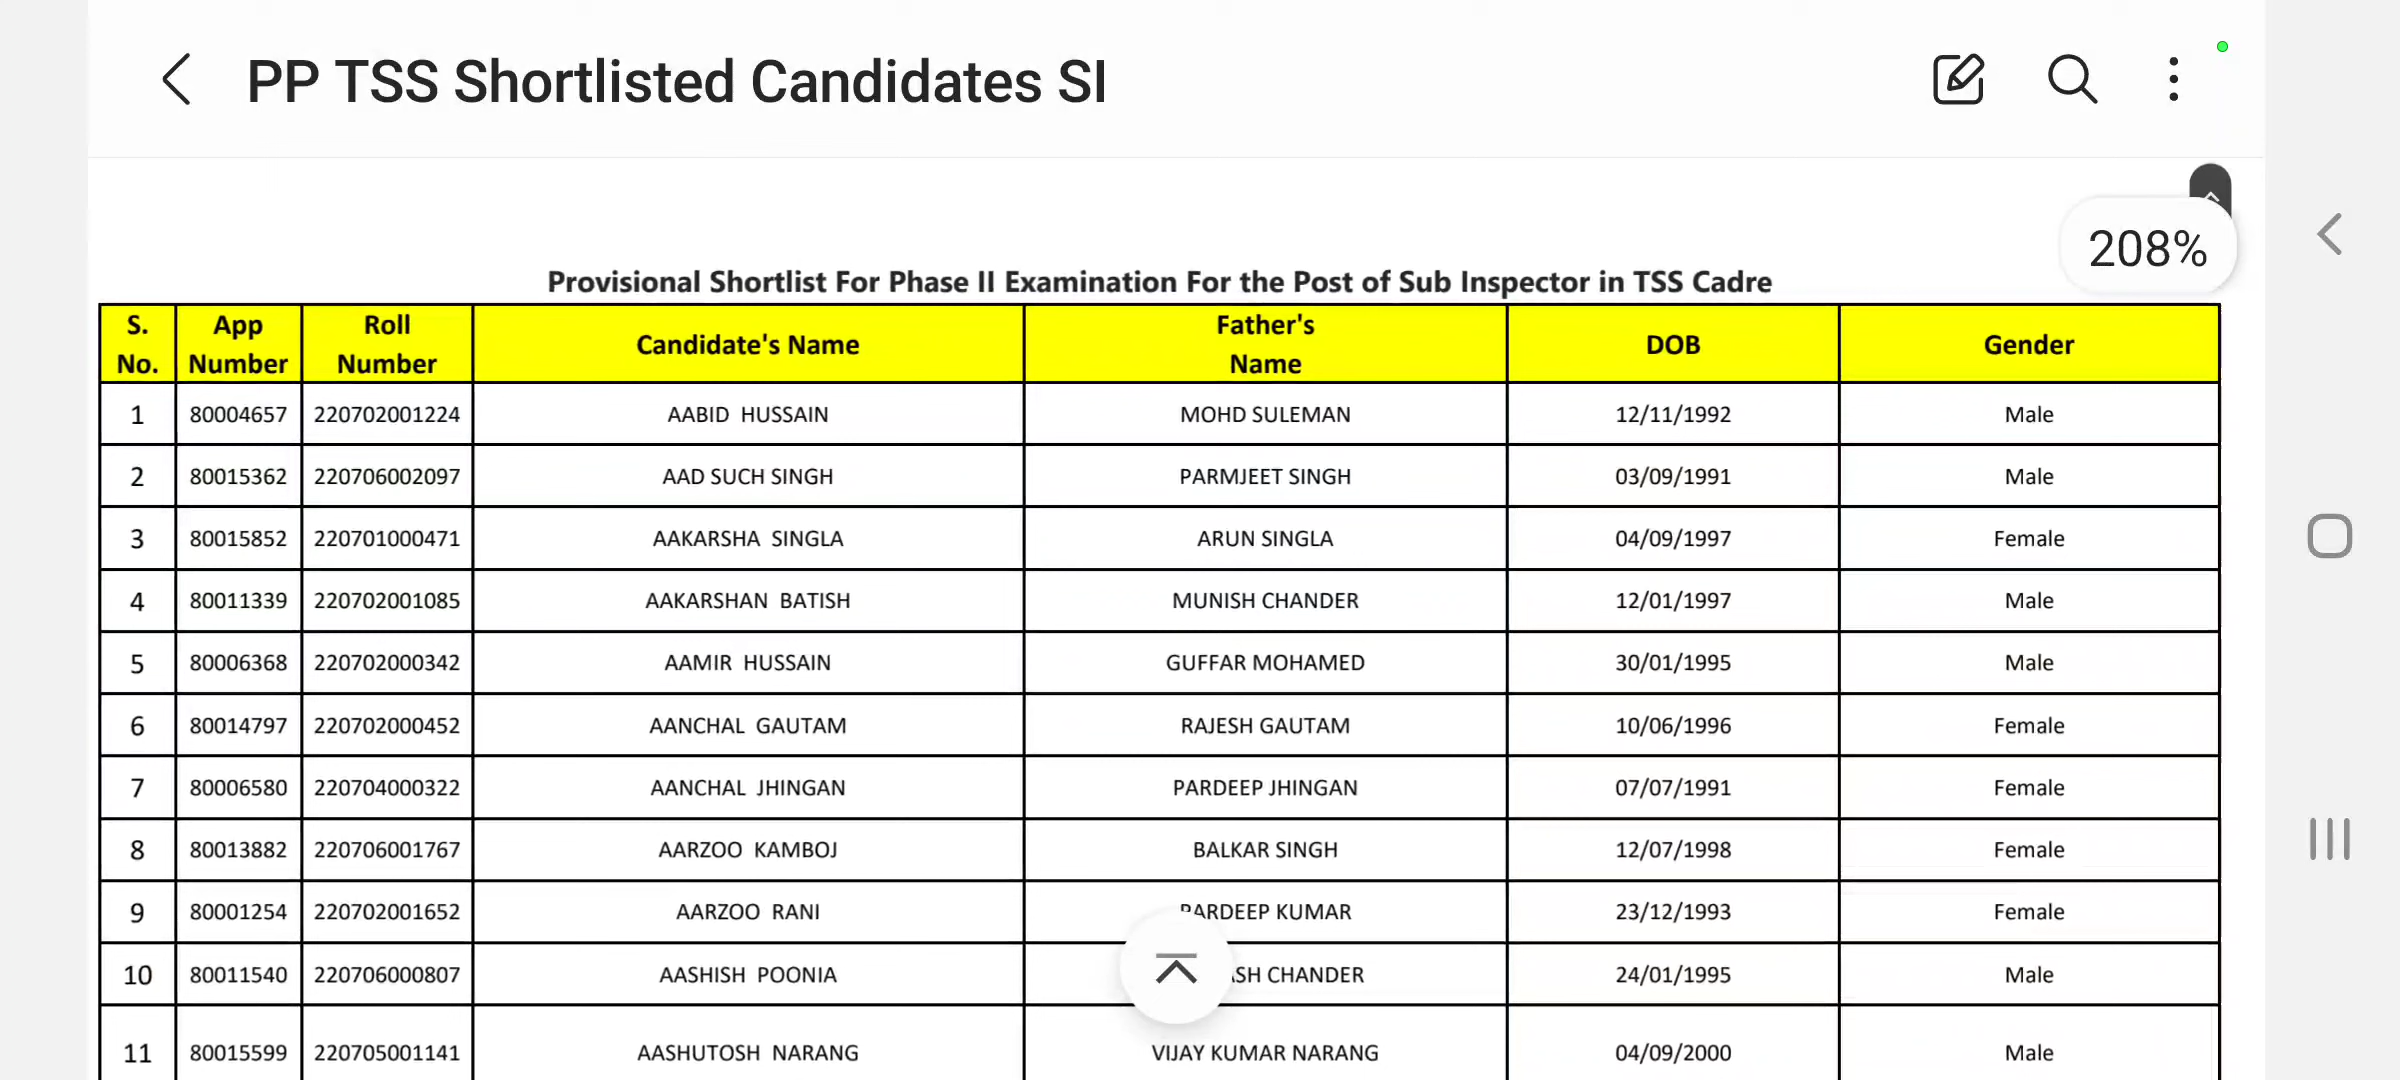 PP TSS Shortlisted Candidates SI
208%
Provisional Shortlist For Phase II Examination For the Post of Sub Inspector in TSS Cadre
S. No. App Number Roll Number Candidate's Name Father's Name DOB Gender
1 80004657 220702001224 AABID HUSSAIN MOHD SULEMAN 12/11/1992 Male
2 80015362 220706002097 AAD SUCH SINGH PARMJEET SINGH 03/09/1991 Male
3 80015852 220701000471 AAKARSHA SINGLA ARUN SINGLA 04/09/1997 Female
4 80011339 220702001085 AAKARSHAN BATISH MUNISH CHANDER 12/01/1997 Male
5 80006368 220702000342 AAMIR HUSSAIN GUFFAR MOHAMED 30/01/1995 Male
6 80014797 220702000452 AANCHAL GAUTAM RAJESH GAUTAM 10/06/1996 Female
7 80006580 220704000322 AANCHAL JHINGAN PARDEEP JHINGAN 07/07/1991 Female
8 80013882 220706001767 AARZOO KAMBOJ BALKAR SINGH 12/07/1998 Female
9 80001254 220702001652 AARZOO RANI PARDEEP KUMAR 23/12/1993 Female
10 80011540 220706000807 AASHISH POONIA CHANDER 24/01/1995 Male
11 80015599 220705001141 AASHUTOSH NARANG VIJAY KUMAR NARANG 04/09/2000 Male